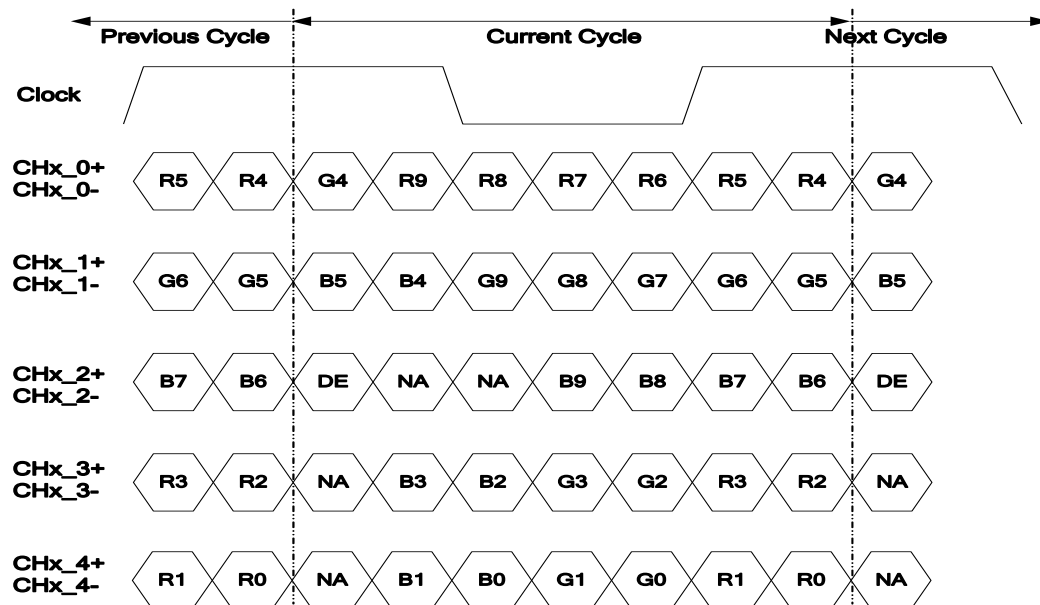 Previous Cycle Current Cycle Next Cycle
Clock
CHx_0+
CHx_0-
R5 R4 G4 R9 R8 R7 R6 R5 R4 G4
CHx_1+
CHx_1-
G6 G5 B5 B4 G9 G8 G7 G6 G5 B5
CHx_2+
CHx_2-
B7 B6 DE NA NA B9 B8 B7 B6 DE
CHx_3+
CHx_3-
R3 R2 NA B3 B2 G3 G2 R3 R2 NA
CHx_4+
CHx_4-
R1 R0 NA B1 B0 G1 G0 R1 R0 NA